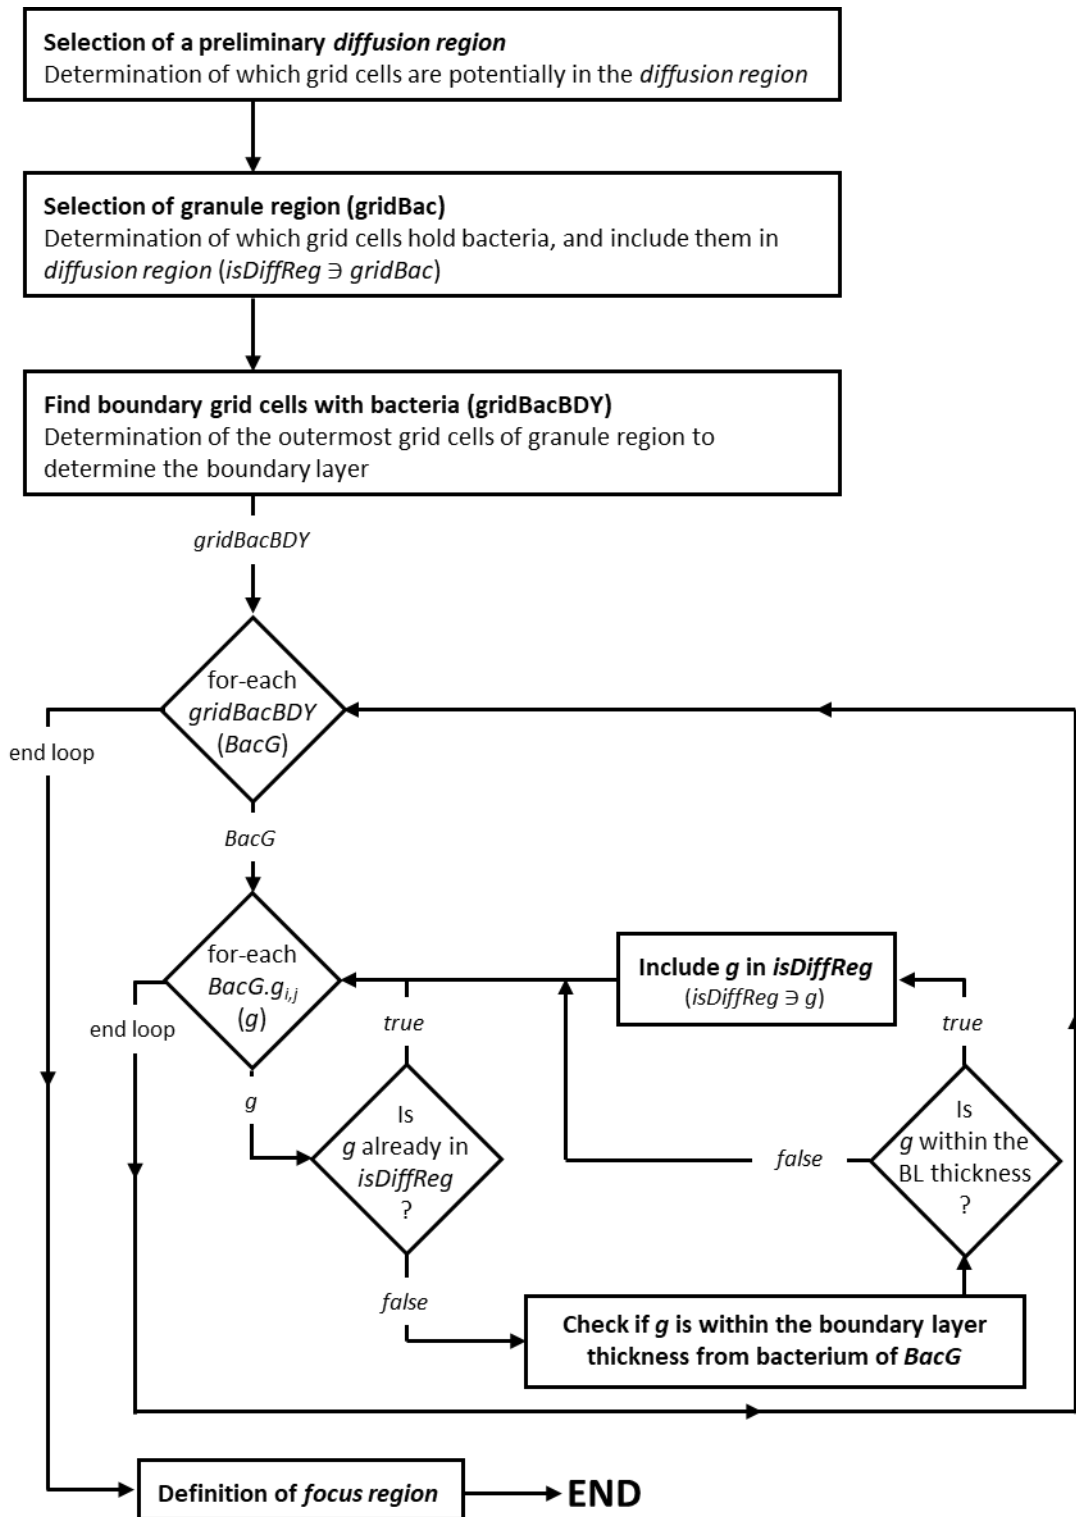 Selection of a preliminary diffusion region
Determination of which grid cells are potentially in the diffusion region
Selection of granule region (gridBac)
Determination of which grid cells hold bacteria, and include them in
diffusion region (isDiffReg ∋ gridBac)
Find boundary grid cells with bacteria (gridBacBDY)
Determination of the outermost grid cells of granule region to
determine the boundary layer
gridBacBDY
for-each
gridBacBDY
(BacG)
end loop
BacG
for-each
BacG.gi,j
(g)
end loop
g
true
Is
g already in
isDiffReg
?
false
Include g in isDiffReg
(isDiffReg ∋ g)
true
Is
g within the
BL thickness
?
false
Check if g is within the boundary layer
thickness from bacterium of BacG
Definition of focus region
END